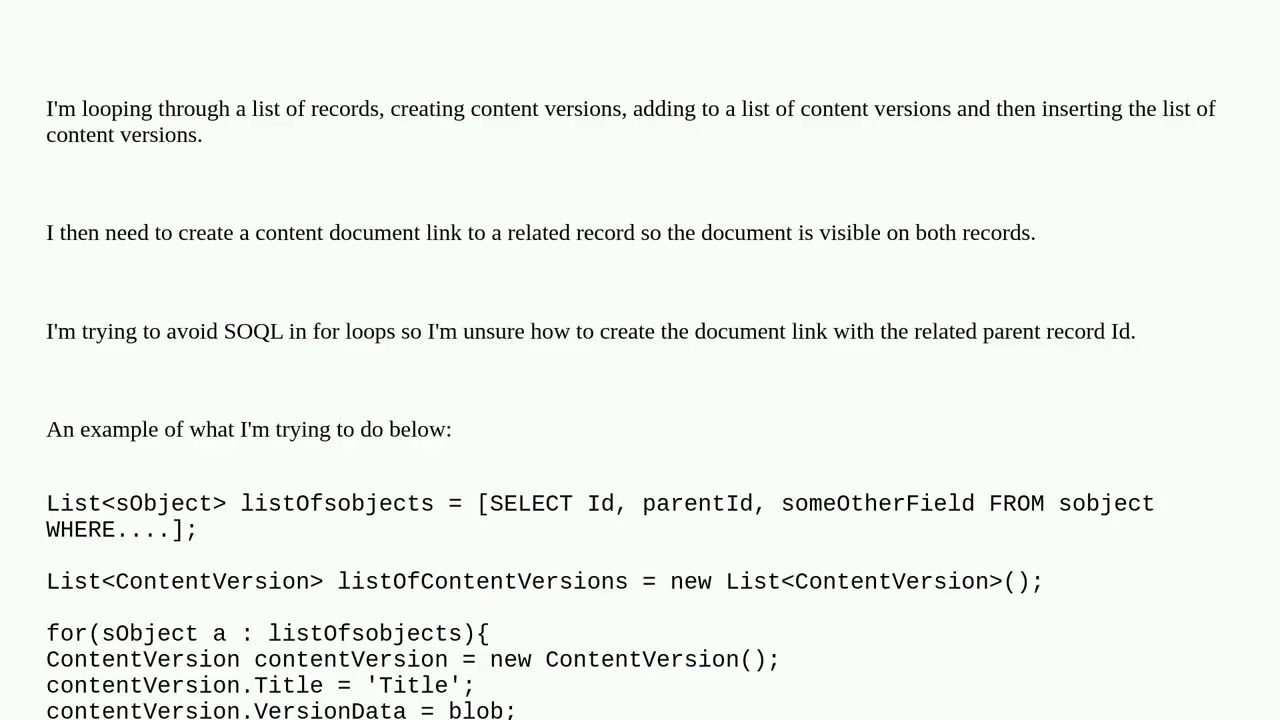 I'm looping through a list of records, creating content versions, adding to a list of content versions and then inserting the list of
content versions.
I then need to create a content document link to a related record so the document is visible on both records.
I'm trying to avoid SOQL in for loops so I'm unsure how to create the document link with the related parent record Id.
An example of what I'm trying to do below:
List<sObject> listOfsobjects = [SELECT Id, parentId, someOtherField FROM sobject
WHERE....];
List<ContentVersion> listOfContentVersions = new List<ContentVersion>();
for(sObject a : listOfsobjects){
ContentVersion contentVersion = new ContentVersion();
contentVersion.Title = 'Title';
contentVersion.VersionData = blob;